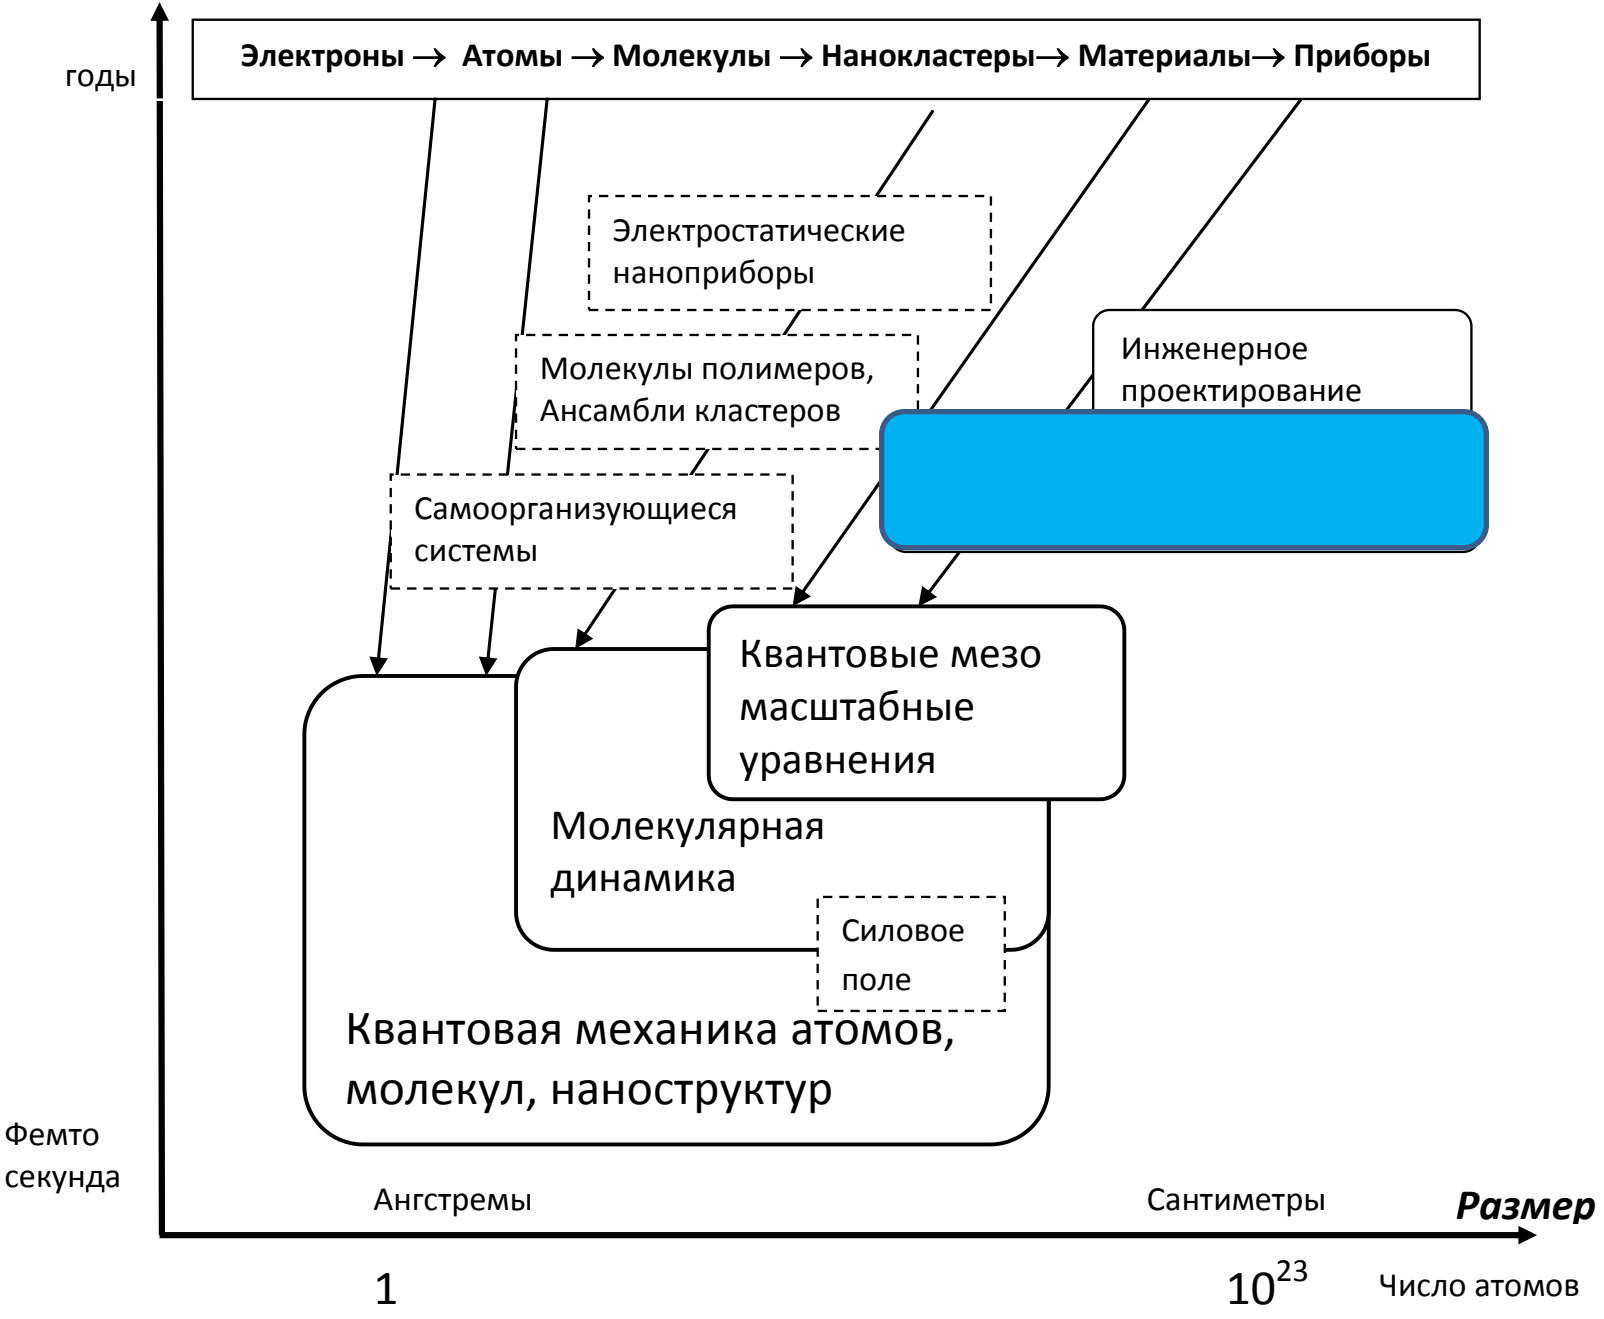 Электроны → Атомы → Молекулы → Нанокластеры→ Материалы→ Приборы
годы
Электростатические
наноприборы
Инженерное
проектирование
Молекулы полимеров,
Ансамбли кластеров
Самоорганизующиеся
системы
Квантовые мезо
масштабные
уравнения
Молекулярная
динамика
Силовое
поле
Квантовая механика атомов,
молекул, наноструктур
Фемто
секунда
Ангстремы
Сантиметры
Размер
1
10²³
Число атомов